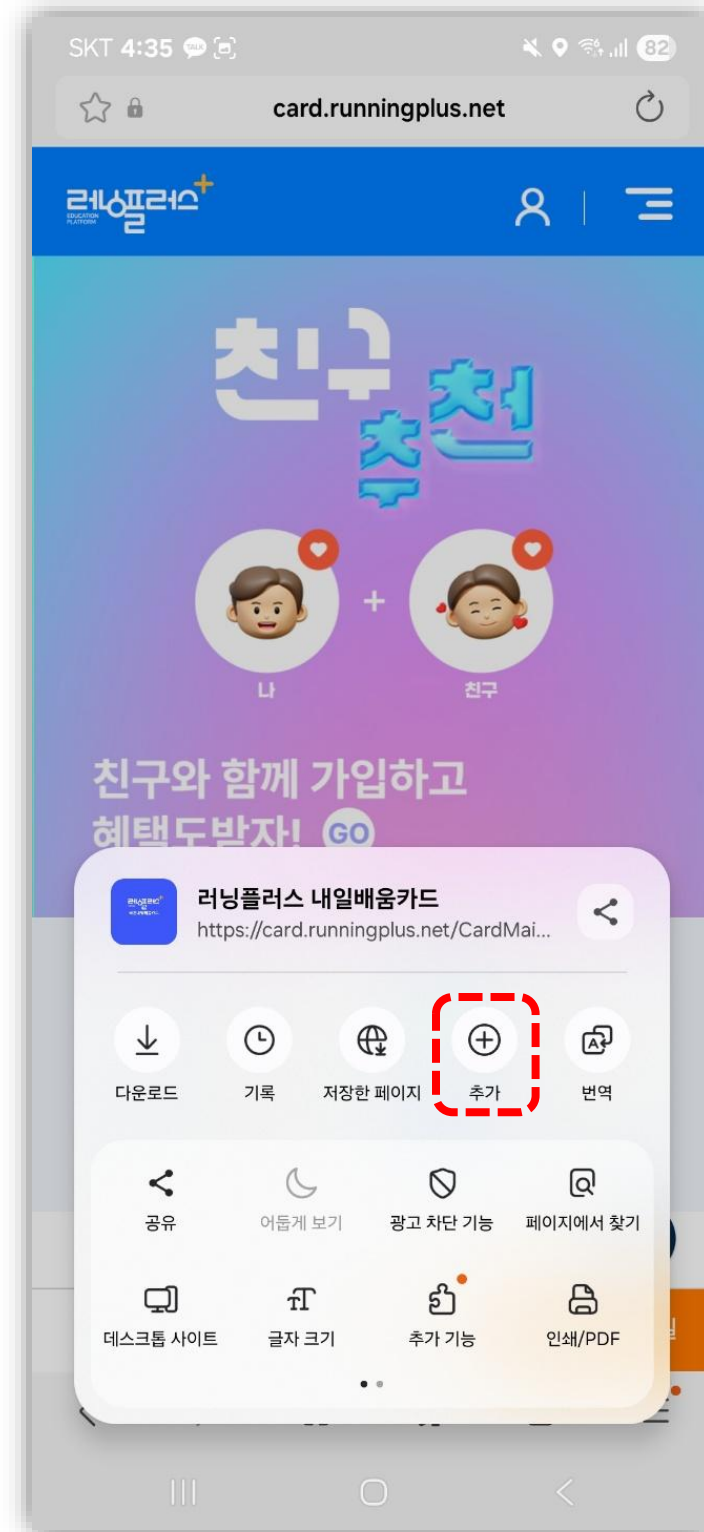 SKT 4:35 TALK 82
card.runningplus.net
러닝플러스+
EDUCATION
PLATFORM
친구
추천
+
나 친구
친구와 함께 가입하고
혜택도받자! GO
러닝플러스 내일배움카드
https://card.runningplus.net/CardMai...
다운로드 기록 저장한 페이지 추가 번역
공유 어둡게 보기 광고 차단 기능 페이지에서 찾기
데스크톱 사이트 글자 크기 추가 기능 인쇄/PDF